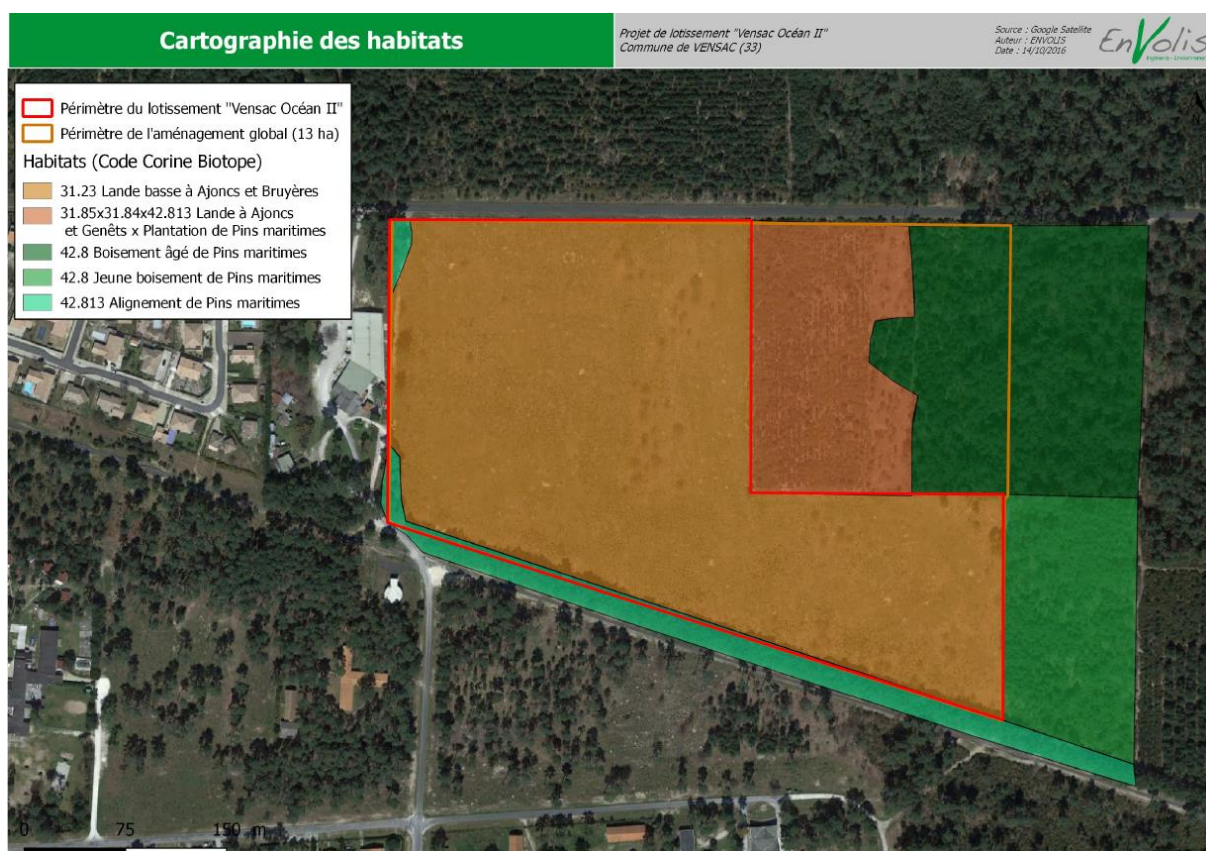 Cartographie des habitats
Projet de lotissement "Vensac Océan II"
Commune de VENSAC (33)
Source : Google Satellite
Auteur : ENVOLIS
Date : 14/10/2016
EnVolis
Ingénierie - Environnement
Périmètre du lotissement "Vensac Océan II"
Périmètre de l'aménagement global (13 ha)
Habitats (Code Corine Biotope)
31.23 Lande basse à Ajoncs et Bruyères
31.85x31.84x42.813 Lande à Ajoncs
et Genêts x Plantation de Pins maritimes
42.8 Boisement âgé de Pins maritimes
42.8 Jeune boisement de Pins maritimes
42.813 Alignement de Pins maritimes
0 75 150 m